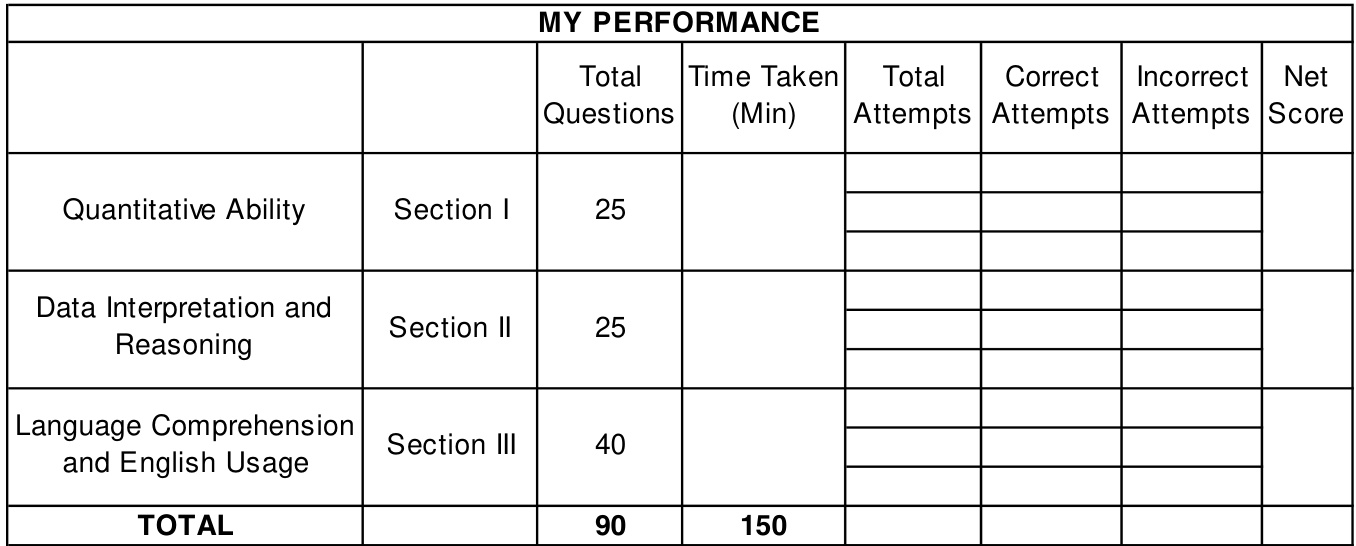 MY PERFORMANCE
Total Questions Time Taken (Min) Total Attempts Correct Attempts Incorrect Attempts Net Score
Quantitative Ability Section I 25
Data Interpretation and Reasoning Section II 25
Language Comprehension and English Usage Section III 40
TOTAL 90 150